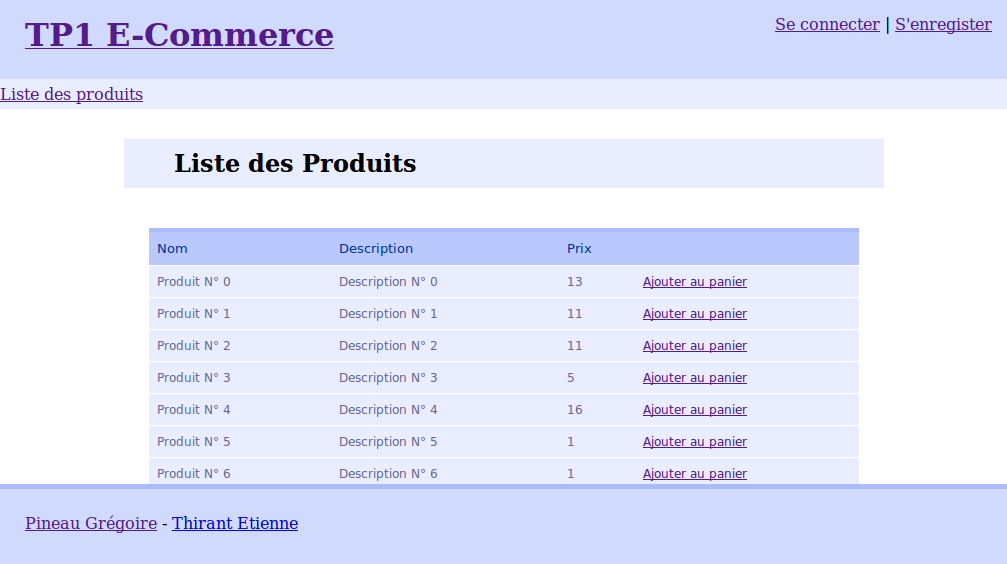 TP1 E-Commerce
Se connecter | S'enregister
Liste des produits
Liste des Produits
Nom Description Prix
Produit N° 0 Description N° 0 13 Ajouter au panier
Produit N° 1 Description N° 1 11 Ajouter au panier
Produit N° 2 Description N° 2 11 Ajouter au panier
Produit N° 3 Description N° 3 5 Ajouter au panier
Produit N° 4 Description N° 4 16 Ajouter au panier
Produit N° 5 Description N° 5 1 Ajouter au panier
Produit N° 6 Description N° 6 1 Ajouter au panier
Pineau Grégoire - Thirant Etienne